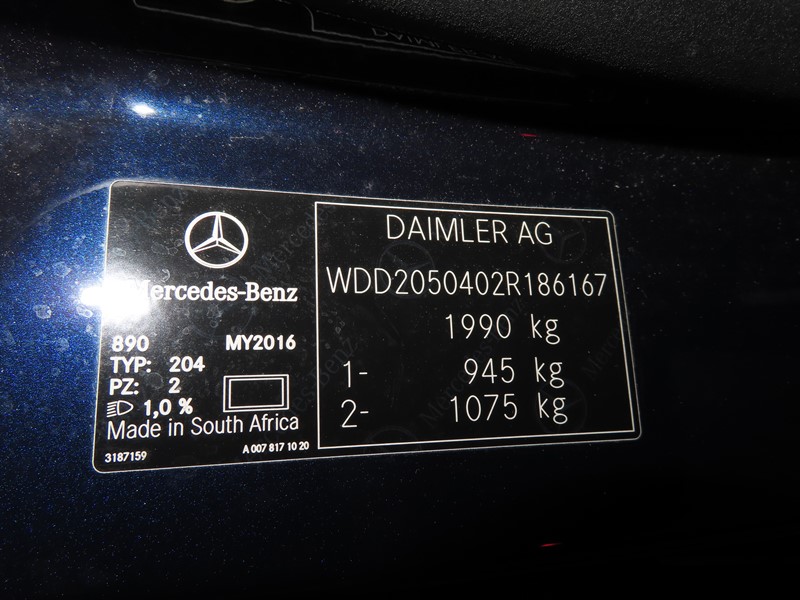 Mercedes-Benz
890 MY2016
TYP: 204
PZ: 2
1,0 %
Made in South Africa
3187159 A 007 817 10 20
DAIMLER AG
WDD2050402R186167
1990 kg
1- 945 kg
2- 1075 kg